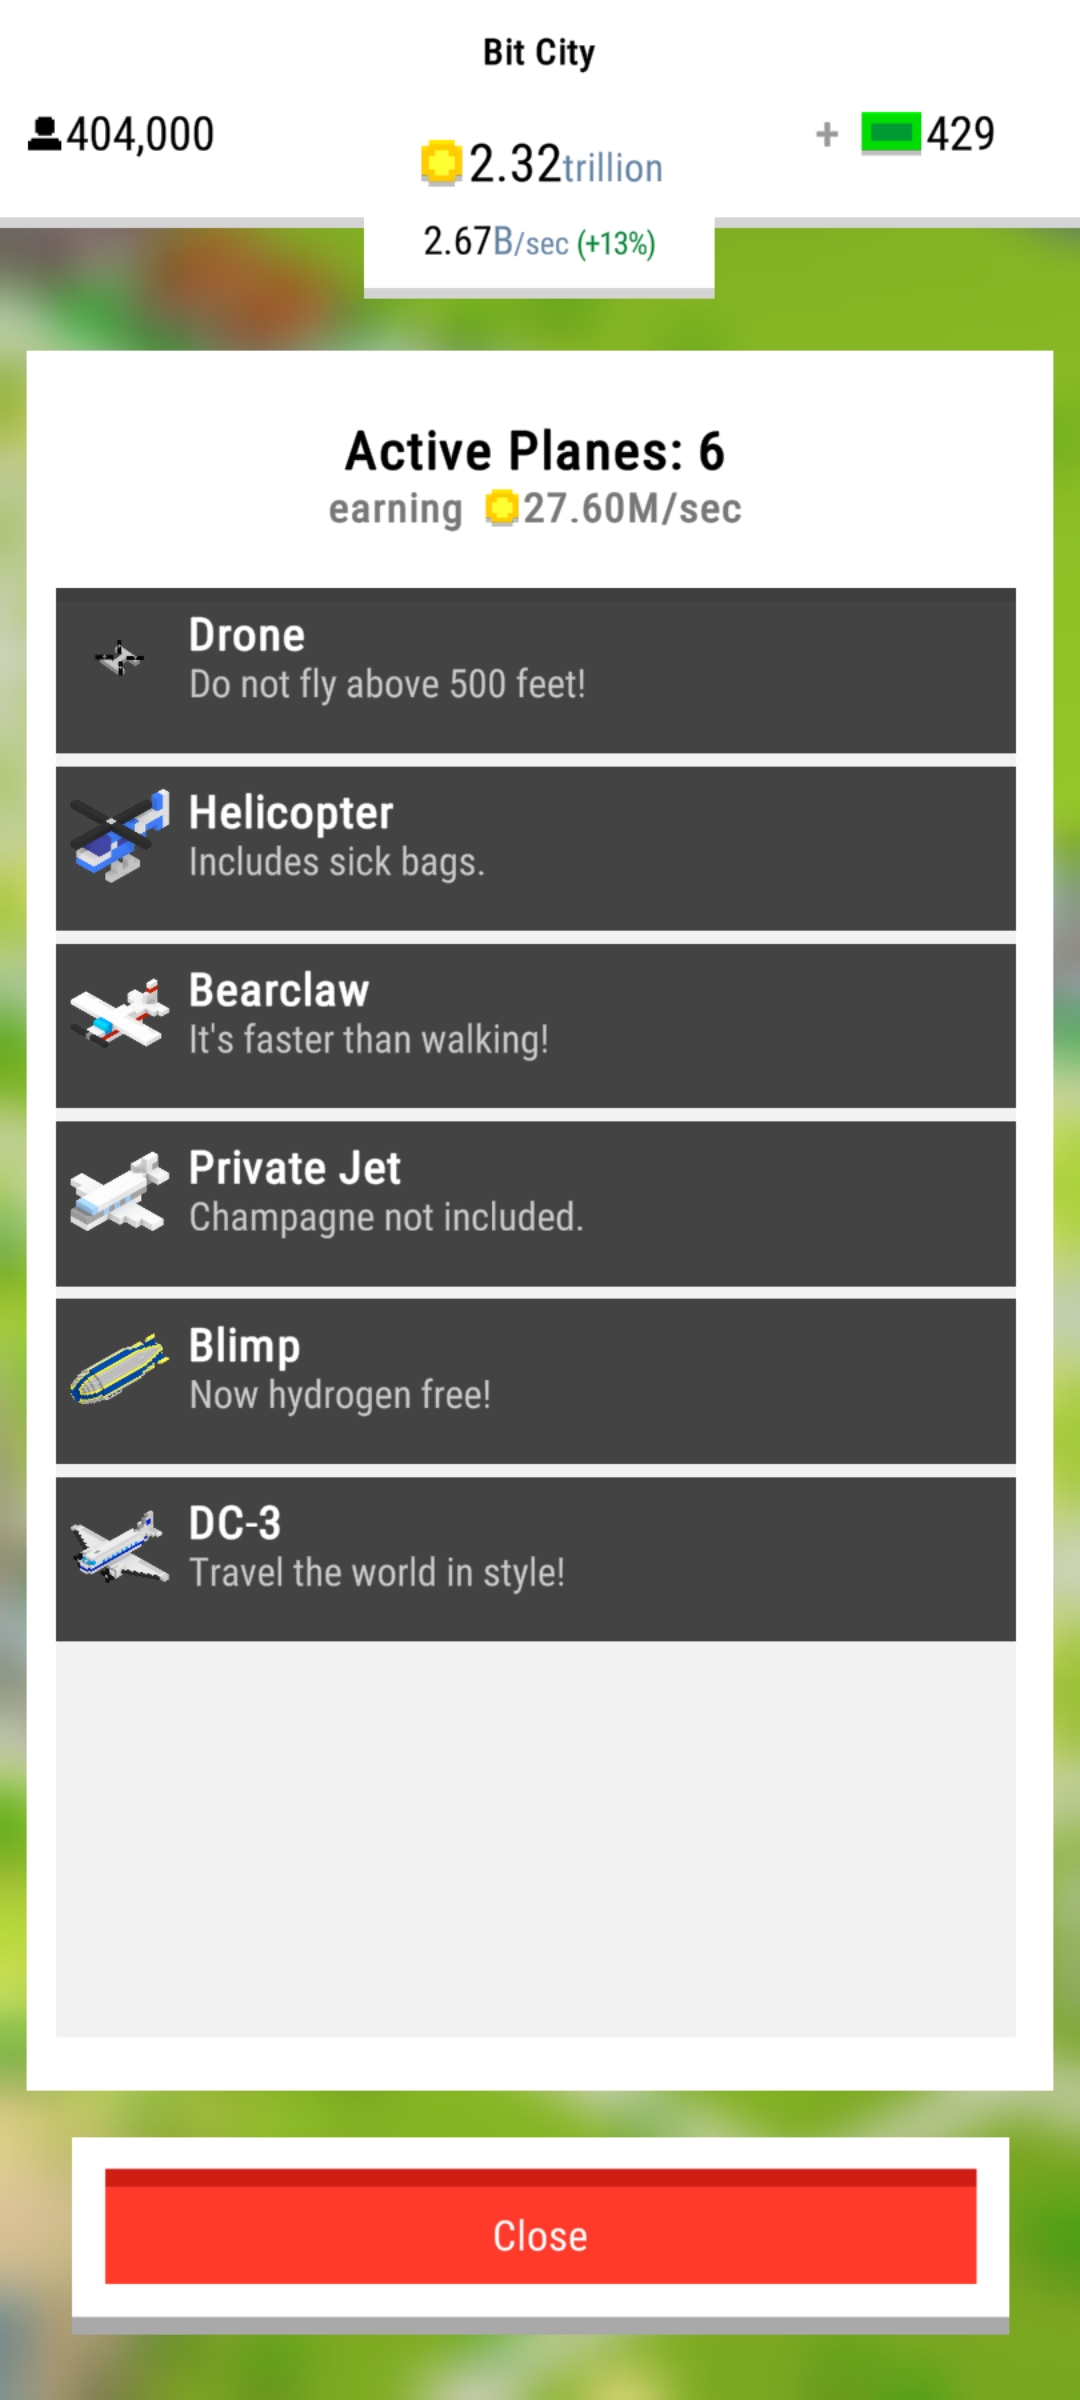 Bit City
404,000
2.32trillion
+ 429
2.67B/sec (+13%)
Active Planes: 6
earning 27.60M/sec
Drone
Do not fly above 500 feet!
Helicopter
Includes sick bags.
Bearclaw
It's faster than walking!
Private Jet
Champagne not included.
Blimp
Now hydrogen free!
DC-3
Travel the world in style!
Close